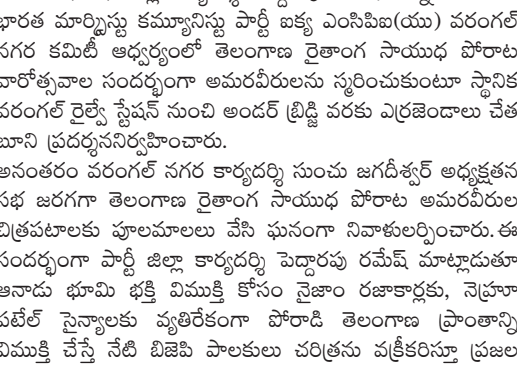 భారత మార్క్సిస్టు కమ్యూనిస్టు పార్టీ ఐక్య ఎంసిపిఐ(యు) వరంగల్
నగర కమిటీ ఆధ్వర్యంలో తెలంగాణ రైతాంగ సాయుధ పోరాట
వారోత్సవాల సందర్భంగా అమరవీరులను స్మరించుకుంటూ స్థానిక
వరంగల్ రైల్వే స్టేషన్ నుంచి అండర్ బ్రిడ్జి వరకు ఎర్రజెండాలు చేత
బూని ప్రదర్శననిర్వహించారు.
అనంతరం వరంగల్ నగర కార్యదర్శి సుంచు జగదీశ్వర్ అధ్యక్షతన
సభ జరగగా తెలంగాణ రైతాంగ సాయుధ పోరాట అమరవీరుల
చిత్రపటాలకు పూలమాలలు వేసి ఘనంగా నివాళులర్పించారు.ఈ
సందర్భంగా పార్టీ జిల్లా కార్యదర్శి పెద్దారపు రమేష్ మాట్లాడుతూ
ఆనాడు భూమి భక్తి విముక్తి కోసం నైజాం రజాకార్లకు, నెహ్రూ
పటేల్ సైన్యాలకు వ్యతిరేకంగా పోరాడి తెలంగాణ ప్రాంతాన్ని
విముక్తి చేస్తే నేటి బిజెపి పాలకులు చరిత్రను వక్రీకరిస్తూ ప్రజల